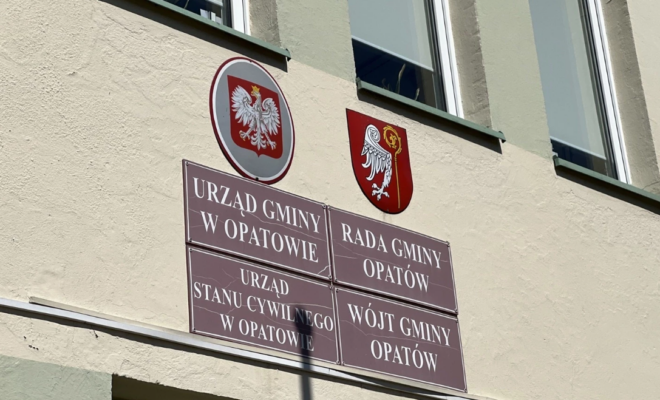 URZĄD GMINY
W OPATOWIE
RADA GMINY
OPATÓW
URZĄD
STANU CYWILNEGO
W OPATOWIE
WÓJT GMINY
OPATÓW